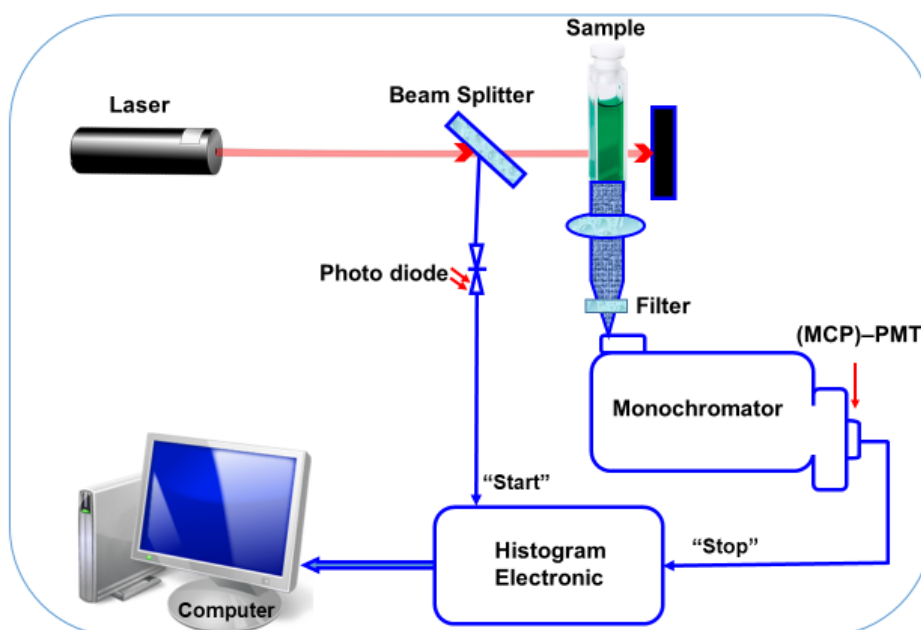 Sample
Beam Splitter
Laser
Photo diode
Filter
(MCP)–PMT
Monochromator
“Start”
“Stop”
Histogram
Electronic
Computer